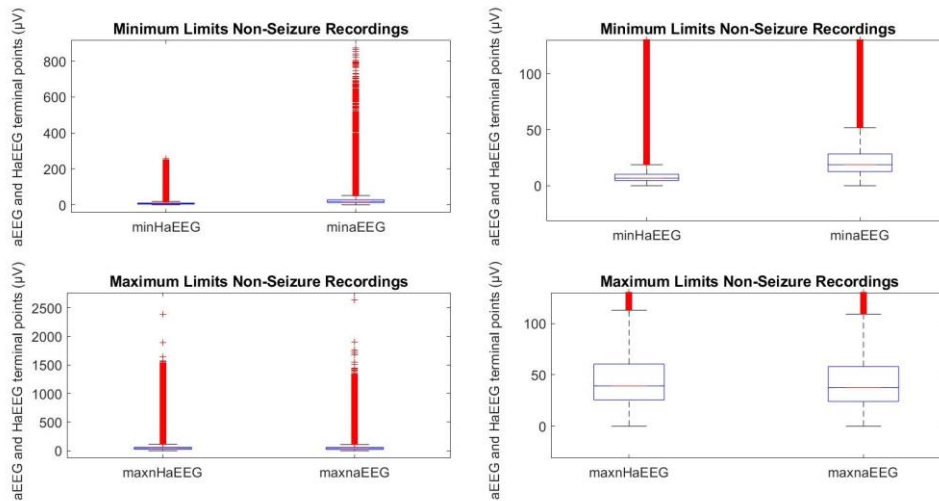 Minimum Limits Non-Seizure Recordings
aEEG and HaEEG terminal points (µV)
800
600
400
200
0
minHaEEG minaEEG
Minimum Limits Non-Seizure Recordings
aEEG and HaEEG terminal points (µV)
100
50
0
minHaEEG minaEEG
Maximum Limits Non-Seizure Recordings
aEEG and HaEEG terminal points (µV)
2500
2000
1500
1000
500
0
maxnHaEEG maxnaEEG
Maximum Limits Non-Seizure Recordings
aEEG and HaEEG terminal points (µV)
100
50
0
maxnHaEEG maxnaEEG